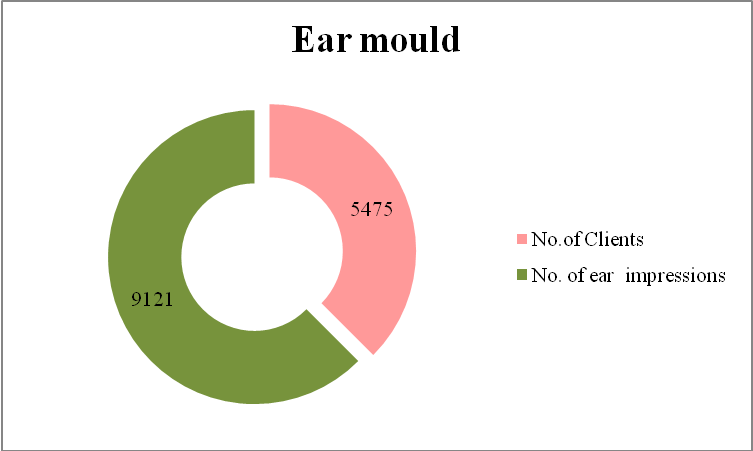 Ear mould
5475
9121
No.of Clients
No. of ear  impressions